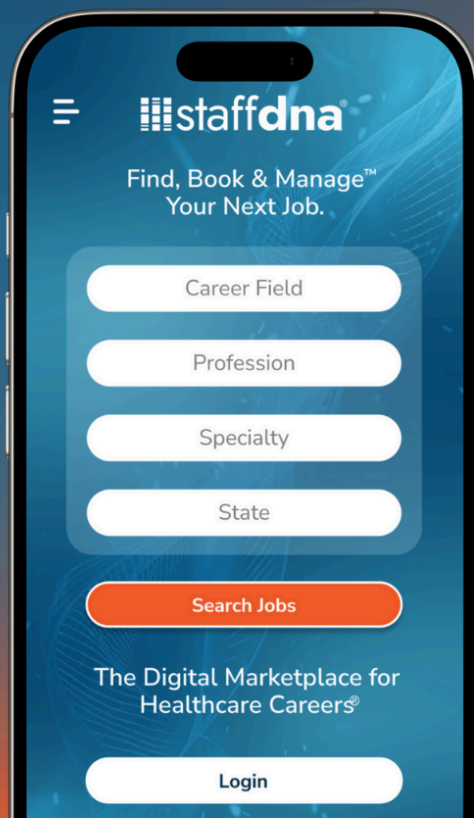 staffdna®
Find, Book & Manage™
Your Next Job.
Career Field
Profession
Specialty
State
Search Jobs
The Digital Marketplace for
Healthcare Careers®
Login